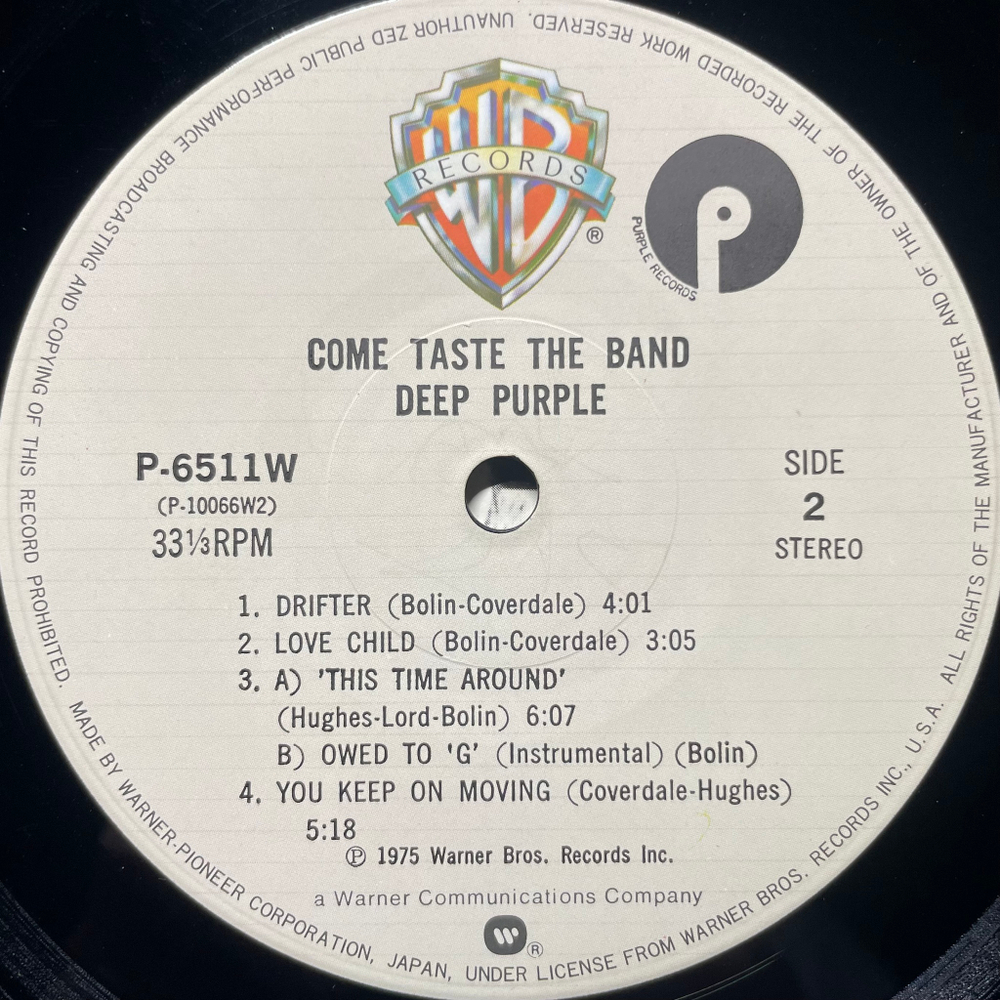 WB
RECORDS
®
P
PURPLE RECORDS
COME TASTE THE BAND
DEEP PURPLE
P-6511W
(P-10066W2)
33⅓RPM
SIDE
2
STEREO
1. DRIFTER (Bolin-Coverdale) 4:01
2. LOVE CHILD (Bolin-Coverdale) 3:05
3. A) 'THIS TIME AROUND'
(Hughes-Lord-Bolin) 6:07
B) OWED TO 'G' (Instrumental) (Bolin)
4. YOU KEEP ON MOVING (Coverdale-Hughes)
5:18
℗ 1975 Warner Bros. Records Inc.
a Warner Communications Company
W ®
MADE BY WARNER-PIONEER CORPORATION, JAPAN, UNDER LICENSE FROM WARNER BROS. RECORDS INC., U.S.A. ALL RIGHTS OF THE MANUFACTURER AND OF THE OWNER OF THE RECORDED WORK RESERVED. UNAUTHOR ZED PUBLIC PERFORMANCE BROADCASTING AND COPYING OF THIS RECORD PROHIBITED.